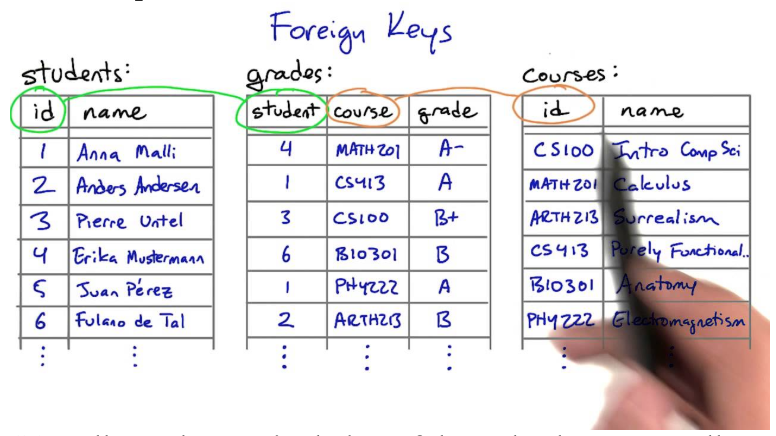 Foreign Keys
students:
id name
1 Anna Malli
2 Anders Andersen
3 Pierre Untel
4 Erika Mustermann
5 Juan Pérez
6 Fulano de Tal
grades:
student course grade
4 MATH201 A-
1 CS413 A
3 CS100 B+
6 BIO301 B
1 PHY222 A
2 ARTH213 B
courses:
id name
CS100 Intro Comp Sci
MATH201 Calculus
ARTH213 Surrealism
CS413 Purely Functional..
BIO301 Anatomy
PHY222 Electromagnetism